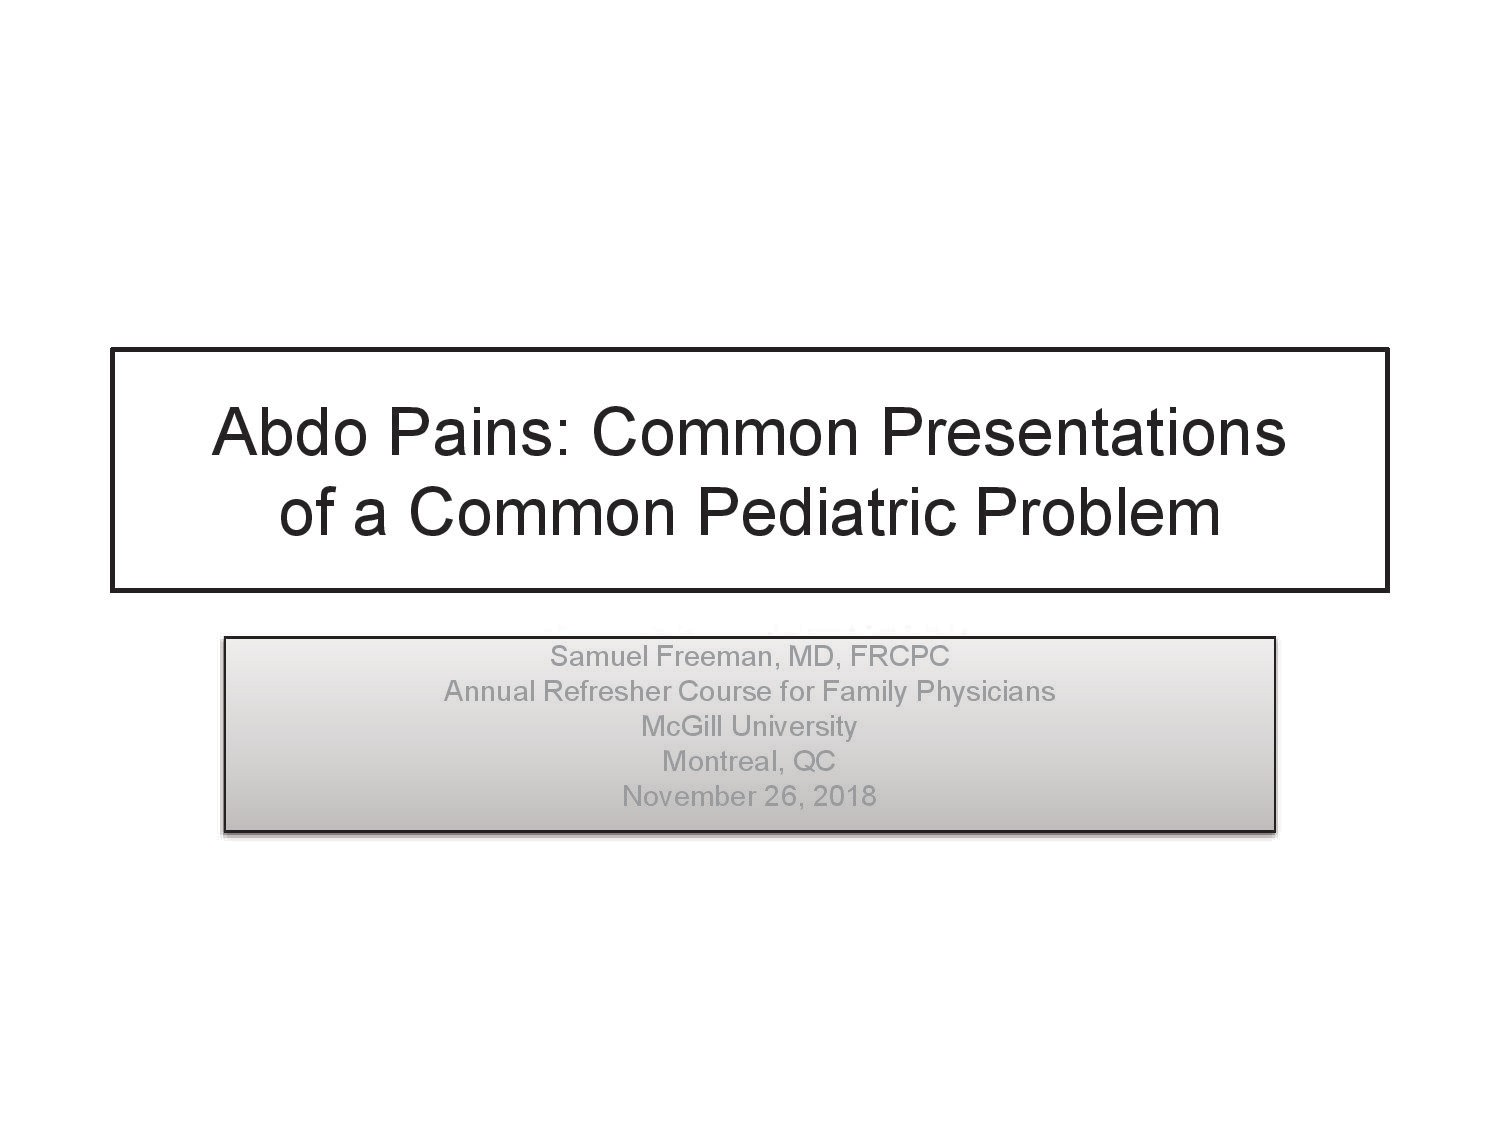 Abdo Pains: Common Presentations
of a Common Pediatric Problem
Samuel Freeman, MD, FRCPC
Annual Refresher Course for Family Physicians
McGill University
Montreal, QC
November 26, 2018